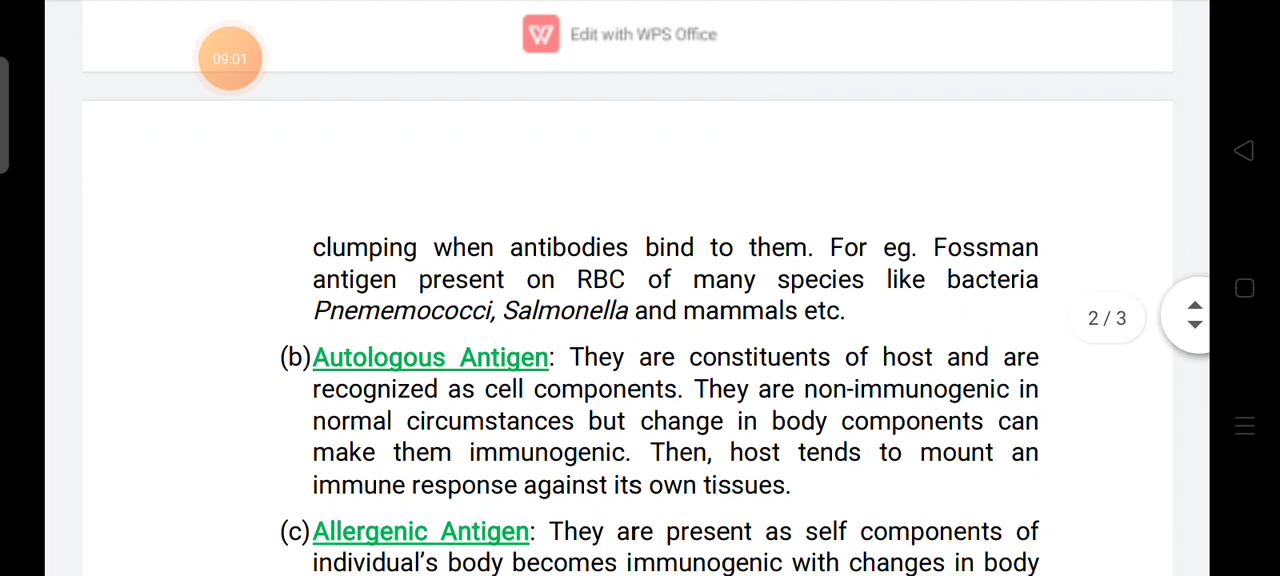 Edit with WPS Office
09:01
clumping when antibodies bind to them. For eg. Fossman
antigen present on RBC of many species like bacteria
Pnememococci, Salmonella and mammals etc.
2 / 3
(b)Autologous Antigen: They are constituents of host and are
recognized as cell components. They are non-immunogenic in
normal circumstances but change in body components can
make them immunogenic. Then, host tends to mount an
immune response against its own tissues.
(c)Allergenic Antigen: They are present as self components of
individual's body becomes immunogenic with changes in body